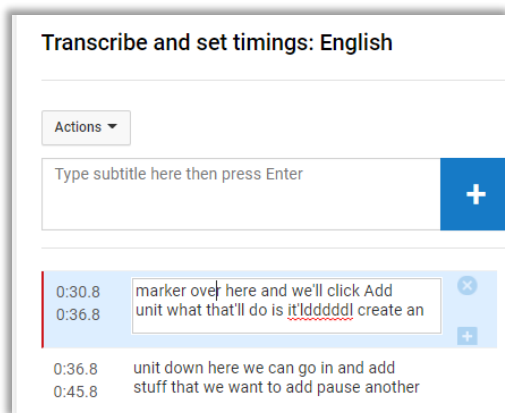 Transcribe and set timings: English
Actions
Type subtitle here then press Enter
0:30.8 marker over here and we'll click Add
0:36.8 unit what that'll do is it'ldddddl create an
0:36.8 unit down here we can go in and add
0:45.8 stuff that we want to add pause another